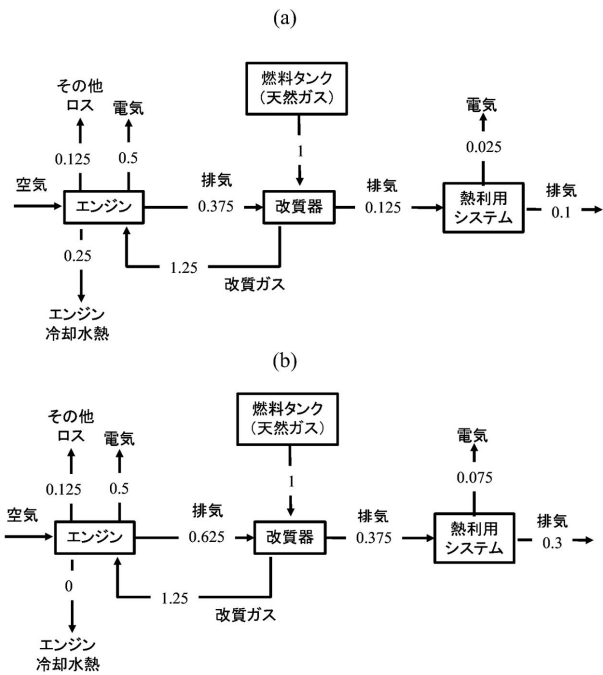 (a)
燃料タンク
(天然ガス)
その他
ロス
電気
電気
0.125
0.5
1
0.025
空気
排気
排気
排気
エンジン
改質器
熱利用
システム
0.375
0.125
0.1
0.25
1.25
改質ガス
エンジン
冷却水熱
(b)
燃料タンク
(天然ガス)
その他
ロス
電気
電気
0.125
0.5
1
0.075
空気
排気
排気
排気
エンジン
改質器
熱利用
システム
0.625
0.375
0.3
0
1.25
改質ガス
エンジン
冷却水熱